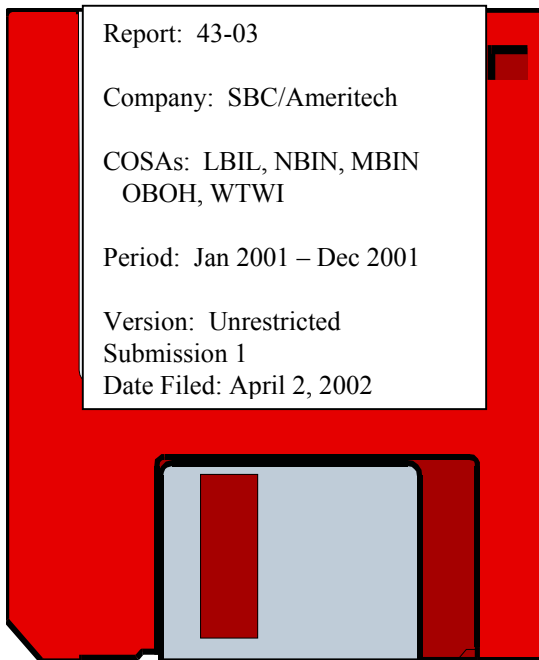 Report: 43-03
Company: SBC/Ameritech
COSAs: LBIL, NBIN, MBIN
OBOH, WTWI
Period: Jan 2001 – Dec 2001
Version: Unrestricted
Submission 1
Date Filed: April 2, 2002